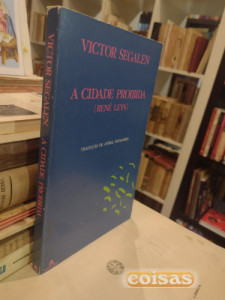 VICTOR SEGALEN
A CIDADE PROIBIDA
(RENÉ LEYS)
VICTOR SEGALEN A CIDADE PROIBIDA
coisas